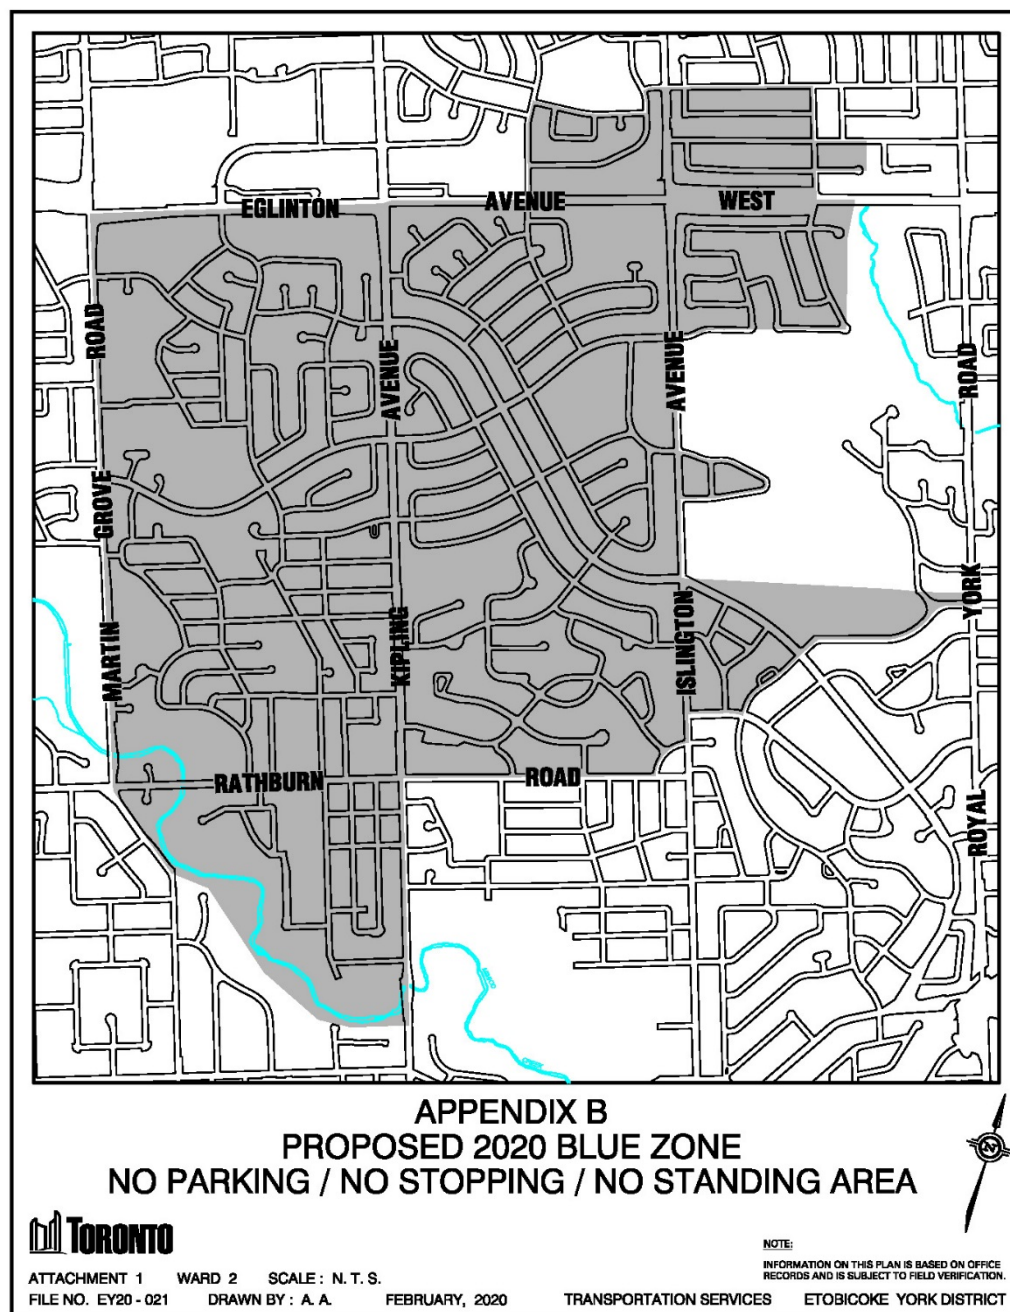 EGLINTON AVENUE WEST
ROAD
AVENUE
AVENUE
ROAD
GROVE
MARTIN
KIPLING
ISLINGTON
YORK
RATHBURN ROAD
ROYAL
APPENDIX B
PROPOSED 2020 BLUE ZONE
NO PARKING / NO STOPPING / NO STANDING AREA
N
TORONTO
NOTE:
INFORMATION ON THIS PLAN IS BASED ON OFFICE
RECORDS AND IS SUBJECT TO FIELD VERIFICATION.
ATTACHMENT 1 WARD 2 SCALE : N. T. S.
FILE NO. EY20 - 021 DRAWN BY : A. A. FEBRUARY, 2020 TRANSPORTATION SERVICES ETOBICOKE YORK DISTRICT